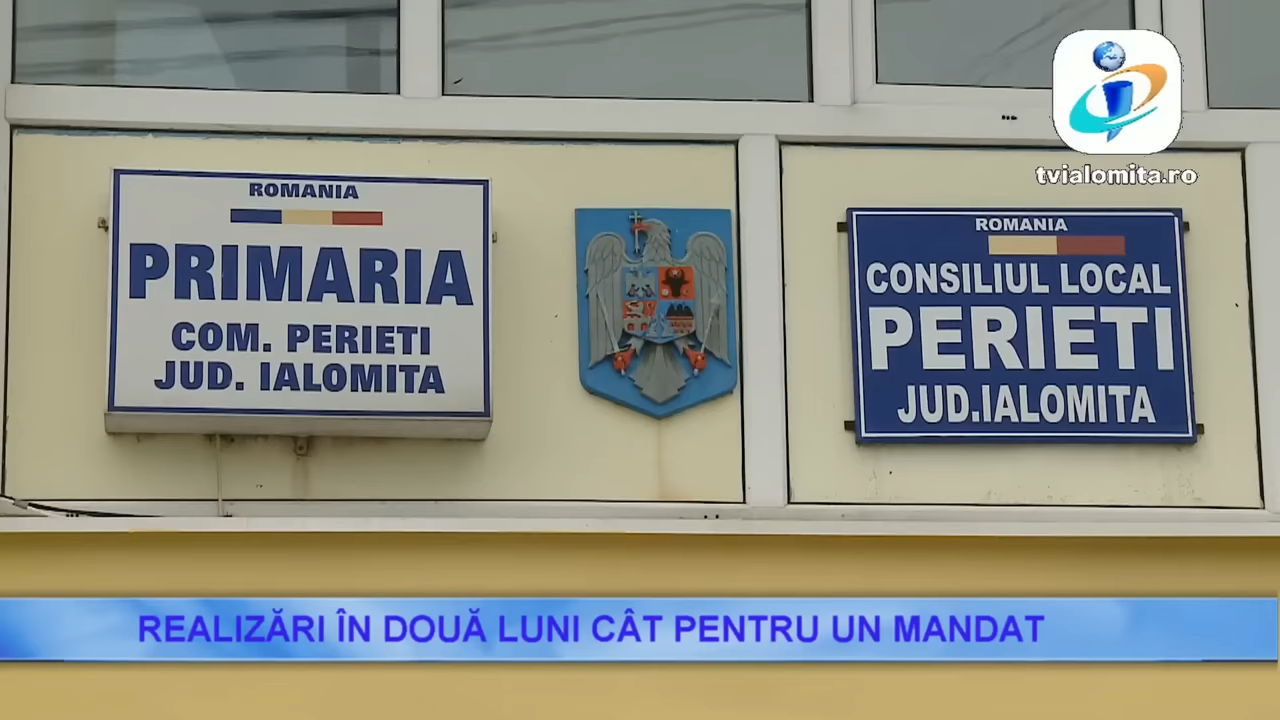 tvialomita.ro
ROMANIA
PRIMARIA
COM. PERIETI
JUD. IALOMITA
ROMANIA
CONSILIUL LOCAL
PERIETI
JUD.IALOMITA
REALIZĂRI ÎN DOUĂ LUNI CÂT PENTRU UN MANDAT